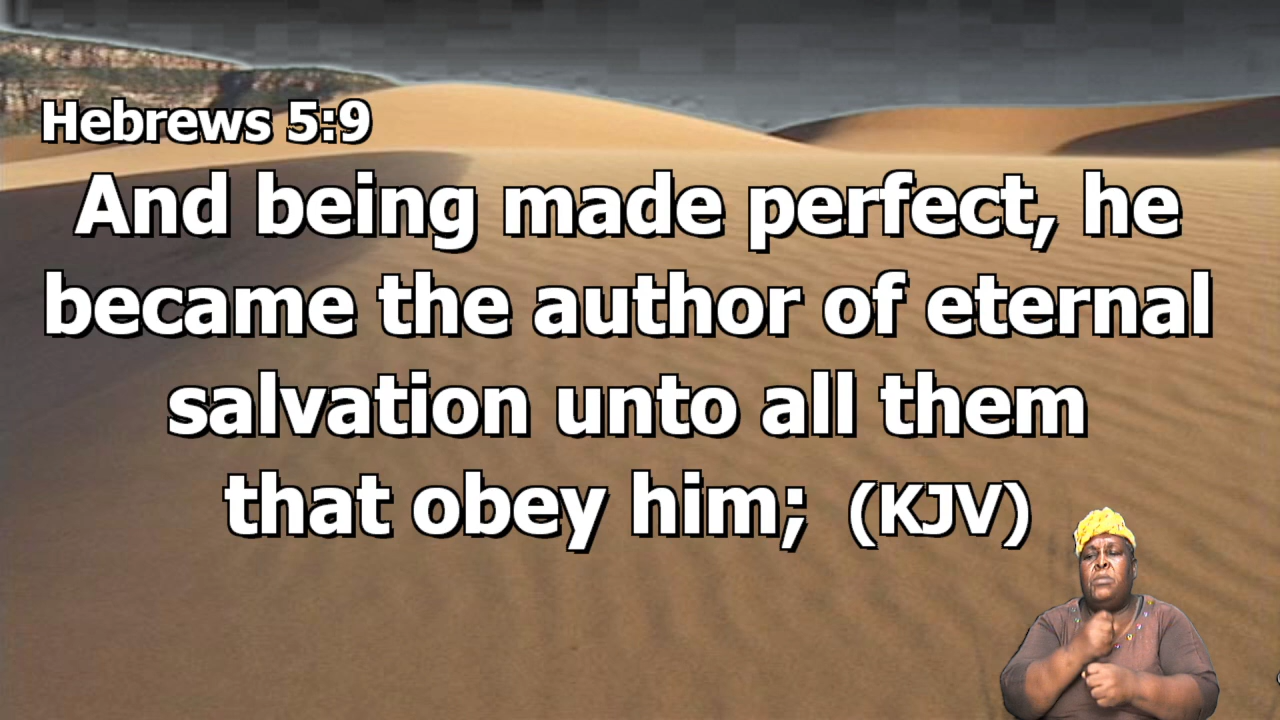 Hebrews 5:9
And being made perfect, he
became the author of eternal
salvation unto all them
that obey him; (KJV)